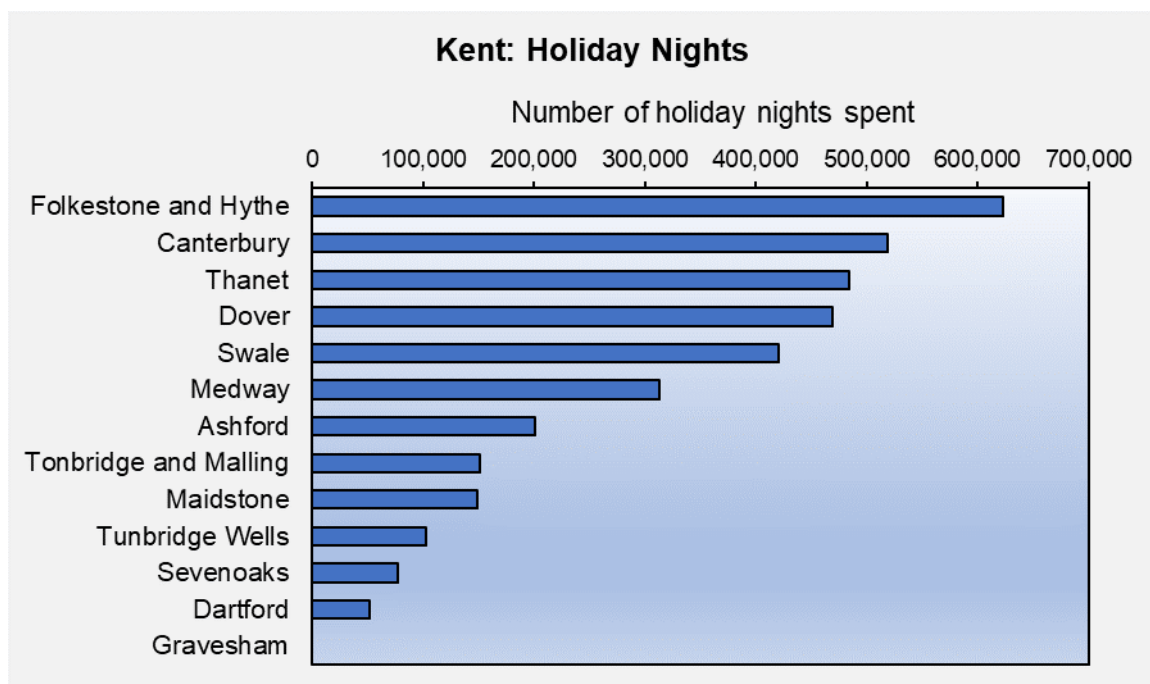 Kent: Holiday Nights
Number of holiday nights spent
0 100,000 200,000 300,000 400,000 500,000 600,000 700,000
Folkestone and Hythe
Canterbury
Thanet
Dover
Swale
Medway
Ashford
Tonbridge and Malling
Maidstone
Tunbridge Wells
Sevenoaks
Dartford
Gravesham